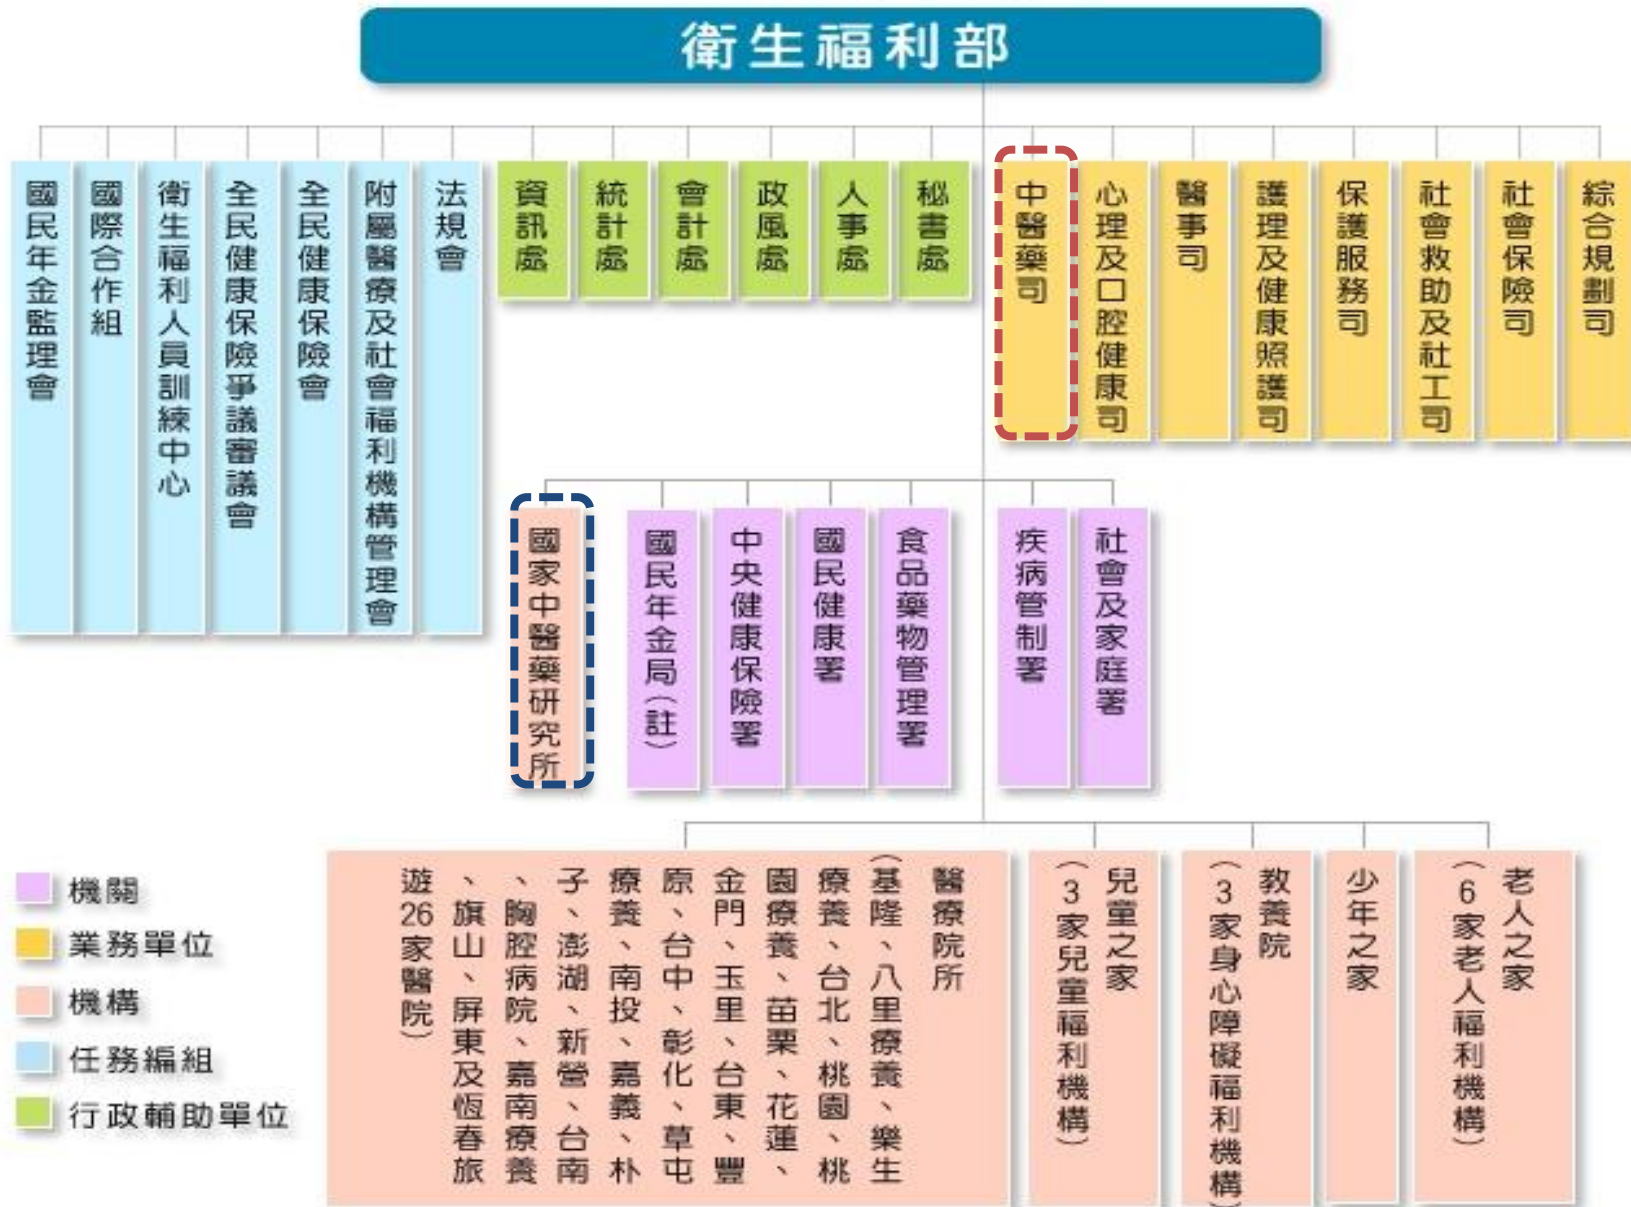 衛生福利部
國民年金監理會
國際合作組
衛生福利人員訓練中心
全民健康保險爭議審議會
全民健康保險會
附屬醫療及社會福利機構管理會
法規會
資訊處
統計處
會計處
政風處
人事處
秘書處
中醫藥司
心理及口腔健康司
醫事司
護理及健康照護司
保護服務司
社會救助及社工司
社會保險司
綜合規劃司
國家中醫藥研究所
國民年金局(註)
中央健康保險署
國民健康署
食品藥物管理署
疾病管制署
社會及家庭署
醫療院所
(基隆、八里療養、樂生
療養、台北、桃園、桃
園療養、苗栗、花蓮、
金門、玉里、台東、豐
原、台中、彰化、草屯
療養、南投、嘉義、朴
子、澎湖、新營、台南
、胸腔病院、嘉南療養
、旗山、屏東及恆春旅
遊26家醫院)
兒童之家
(3家兒童福利機構)
教養院
(3家身心障礙福利機構)
少年之家
老人之家
(6家老人福利機構)
機關
業務單位
機構
任務編組
行政輔助單位